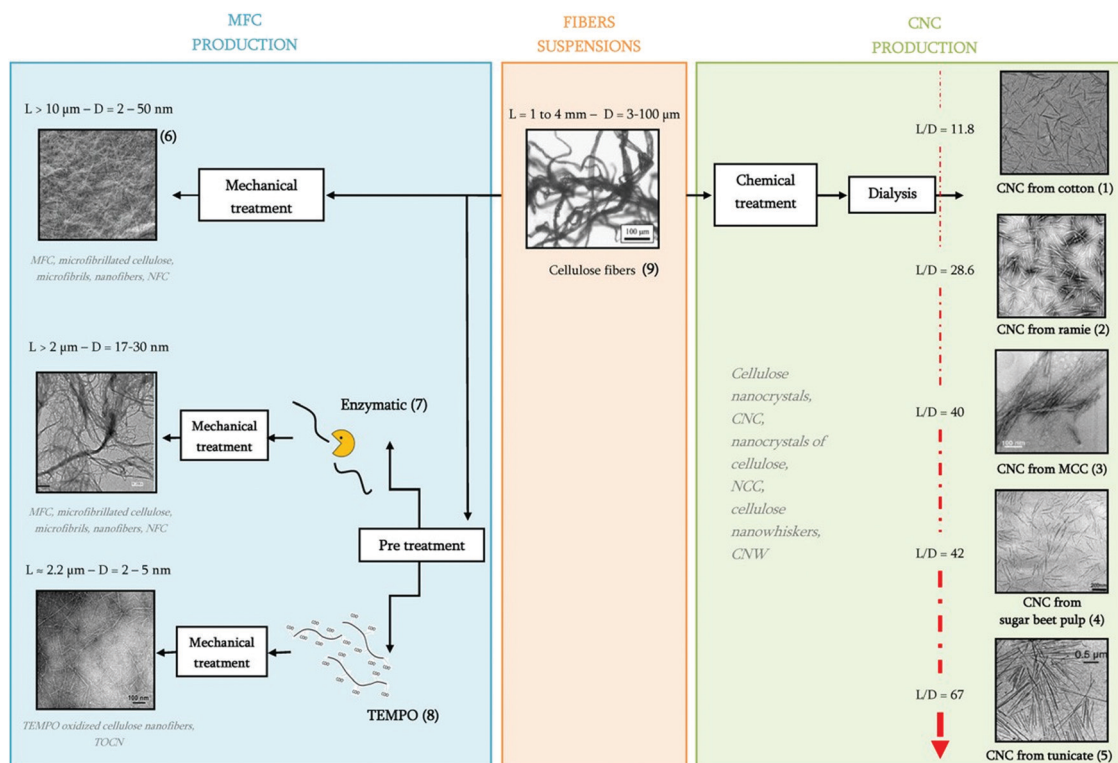 MFC
PRODUCTION
FIBERS
SUSPENSIONS
CNC
PRODUCTION
L > 10 µm – D = 2 – 50 nm
(6)
Mechanical
treatment
MFC, microfibrillated cellulose,
microfibrils, nanofibers, NFC
L > 2 µm – D = 17-30 nm
Enzymatic (7)
Mechanical
treatment
MFC, microfibrillated cellulose,
microfibrils, nanofibers, NFC
Pre treatment
L ≈ 2.2 µm – D = 2 – 5 nm
Mechanical
treatment
100 nm
TEMPO (8)
TEMPO oxidized cellulose nanofibers,
TOCN
L = 1 to 4 mm – D = 3-100 µm
100 µm
Cellulose fibers (9)
Chemical
treatment
Dialysis
Cellulose
nanocrystals,
CNC,
nanocrystals of
cellulose,
NCC,
cellulose
nanowhiskers,
CNW
L/D = 11.8
CNC from cotton (1)
L/D = 28.6
CNC from ramie (2)
L/D = 40
100 nm
CNC from MCC (3)
L/D = 42
200nm
CNC from
sugar beet pulp (4)
L/D = 67
0.5 µm
CNC from tunicate (5)